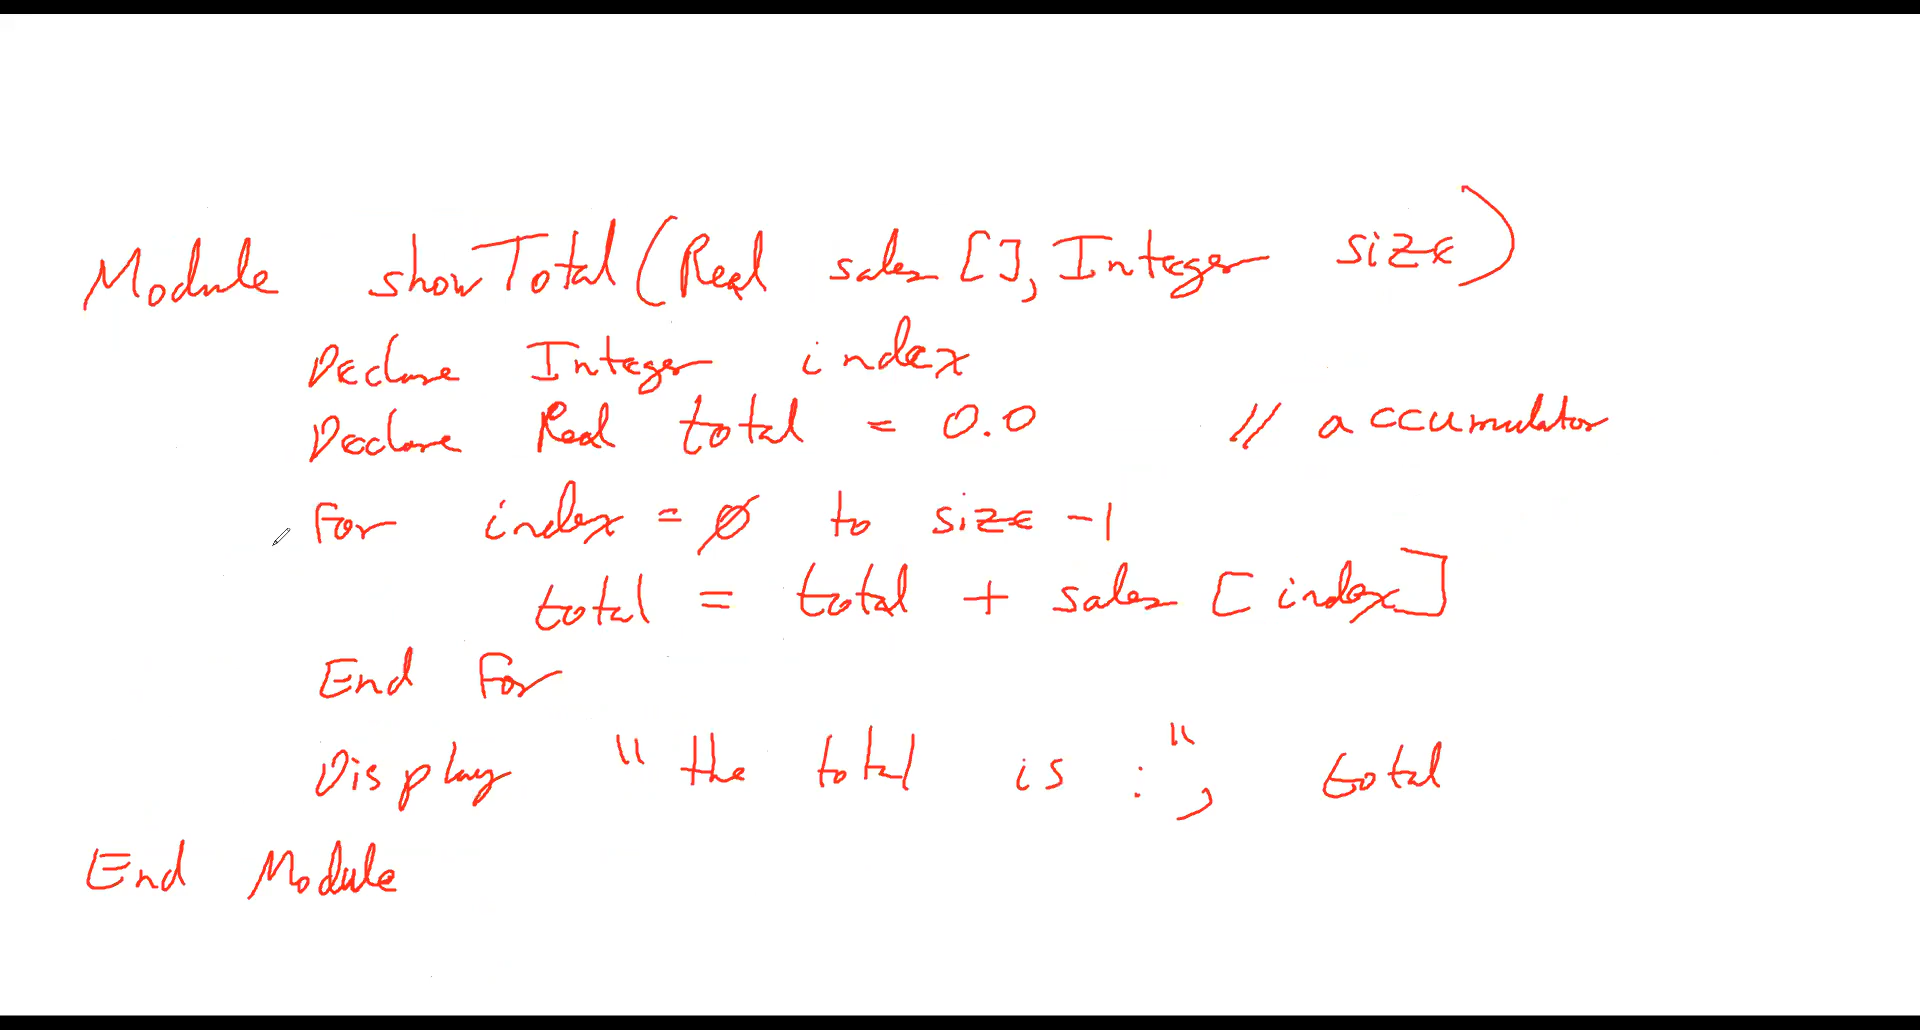 Module showTotal(Real sales[], Integer size)
Declare Integer index
Declare Real total = 0.0 // accumulator
For index = 0 to size -1
total = total + sales [index]
End For
Display "the total is :", total
End Module